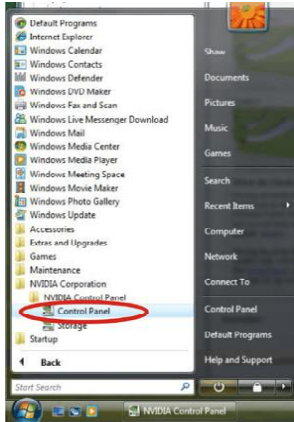 Default Programs
Internet Explorer
Windows Calendar
Windows Contacts
Windows Defender
Windows DVD Maker
Windows Fax and Scan
Windows Live Messenger Download
Windows Mail
Windows Media Center
Windows Media Player
Windows Meeting Space
Windows Movie Maker
Windows Photo Gallery
Windows Update
Accessories
Extras and Upgrades
Games
Maintenance
NVIDIA Corporation
NVIDIA Control Panel
Control Panel
Storage
Startup
Back
Start Search
Shaw
Documents
Pictures
Music
Games
Search
Recent Items
Computer
Network
Connect To
Control Panel
Default Programs
Help and Support
NVIDIA Control Panel